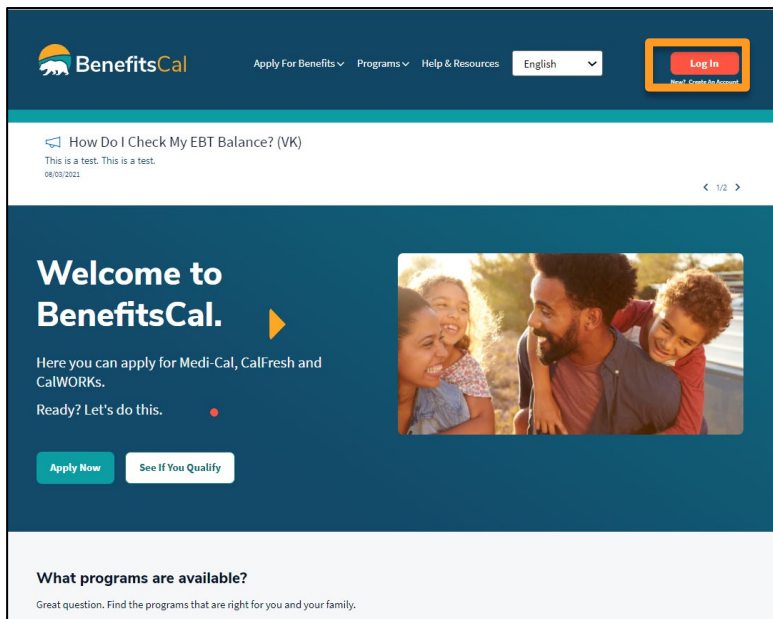 BenefitsCal
Apply For Benefits Programs Help & Resources English
Log In
New? Create An Account
How Do I Check My EBT Balance? (VK)
This is a test. This is a test.
08/03/2021
1/2
Welcome to
BenefitsCal.
Here you can apply for Medi-Cal, CalFresh and
CalWORKs.
Ready? Let's do this.
Apply Now See If You Qualify
What programs are available?
Great question. Find the programs that are right for you and your family.